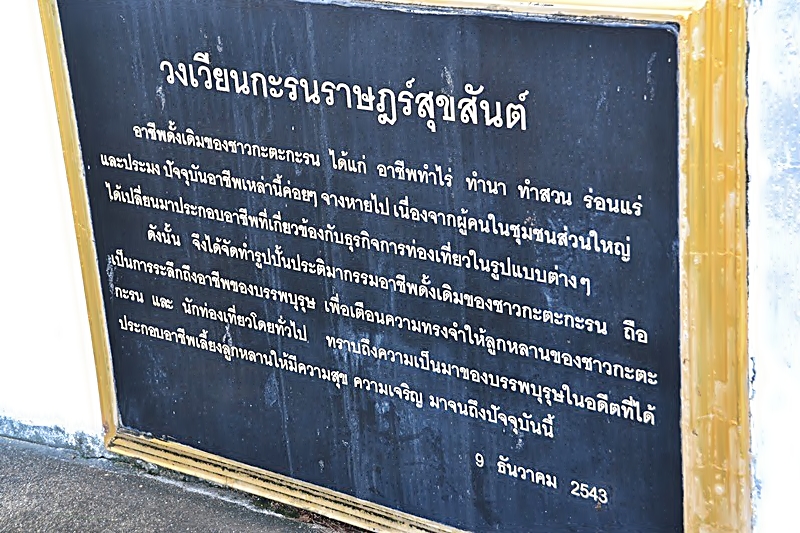 วงเวียนกะรนราษฎร์สุขสันต์
อาชีพดั้งเดิมของชาวกะตะกะรน ได้แก่ อาชีพทำไร่ ทำนา ทำสวน ร่อนแร่
และประมง ปัจจุบันอาชีพเหล่านี้ค่อยๆ จางหายไป เนื่องจากผู้คนในชุมชนส่วนใหญ่
ได้เปลี่ยนมาประกอบอาชีพที่เกี่ยวข้องกับธุรกิจการท่องเที่ยวในรูปแบบต่างๆ
ดังนั้น จึงได้จัดทำรูปปั้นประติมากรรมอาชีพดั้งเดิมของชาวกะตะกะรน ถือ
เป็นการระลึกถึงอาชีพของบรรพบุรุษ เพื่อเตือนความทรงจำให้ลูกหลานของชาวกะตะ
กะรน และ นักท่องเที่ยวโดยทั่วไป ทราบถึงความเป็นมาของบรรพบุรุษในอดีตที่ได้
ประกอบอาชีพเลี้ยงลูกหลานให้มีความสุข ความเจริญ มาจนถึงปัจจุบันนี้
9 ธันวาคม 2543